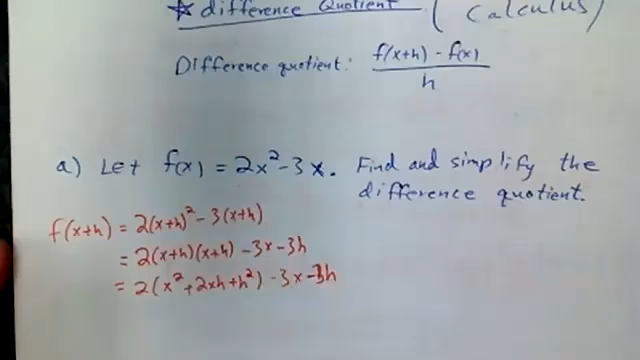 ☆ difference Quotient (Calculus)
Difference quotient: f(x+h) - f(x) / h
a) Let f(x) = 2x² - 3x. Find and simplify the
difference quotient.
f(x+h) = 2(x+h)² - 3(x+h)
= 2(x+h)(x+h) - 3x - 3h
= 2(x² + 2xh + h²) - 3x - 3h